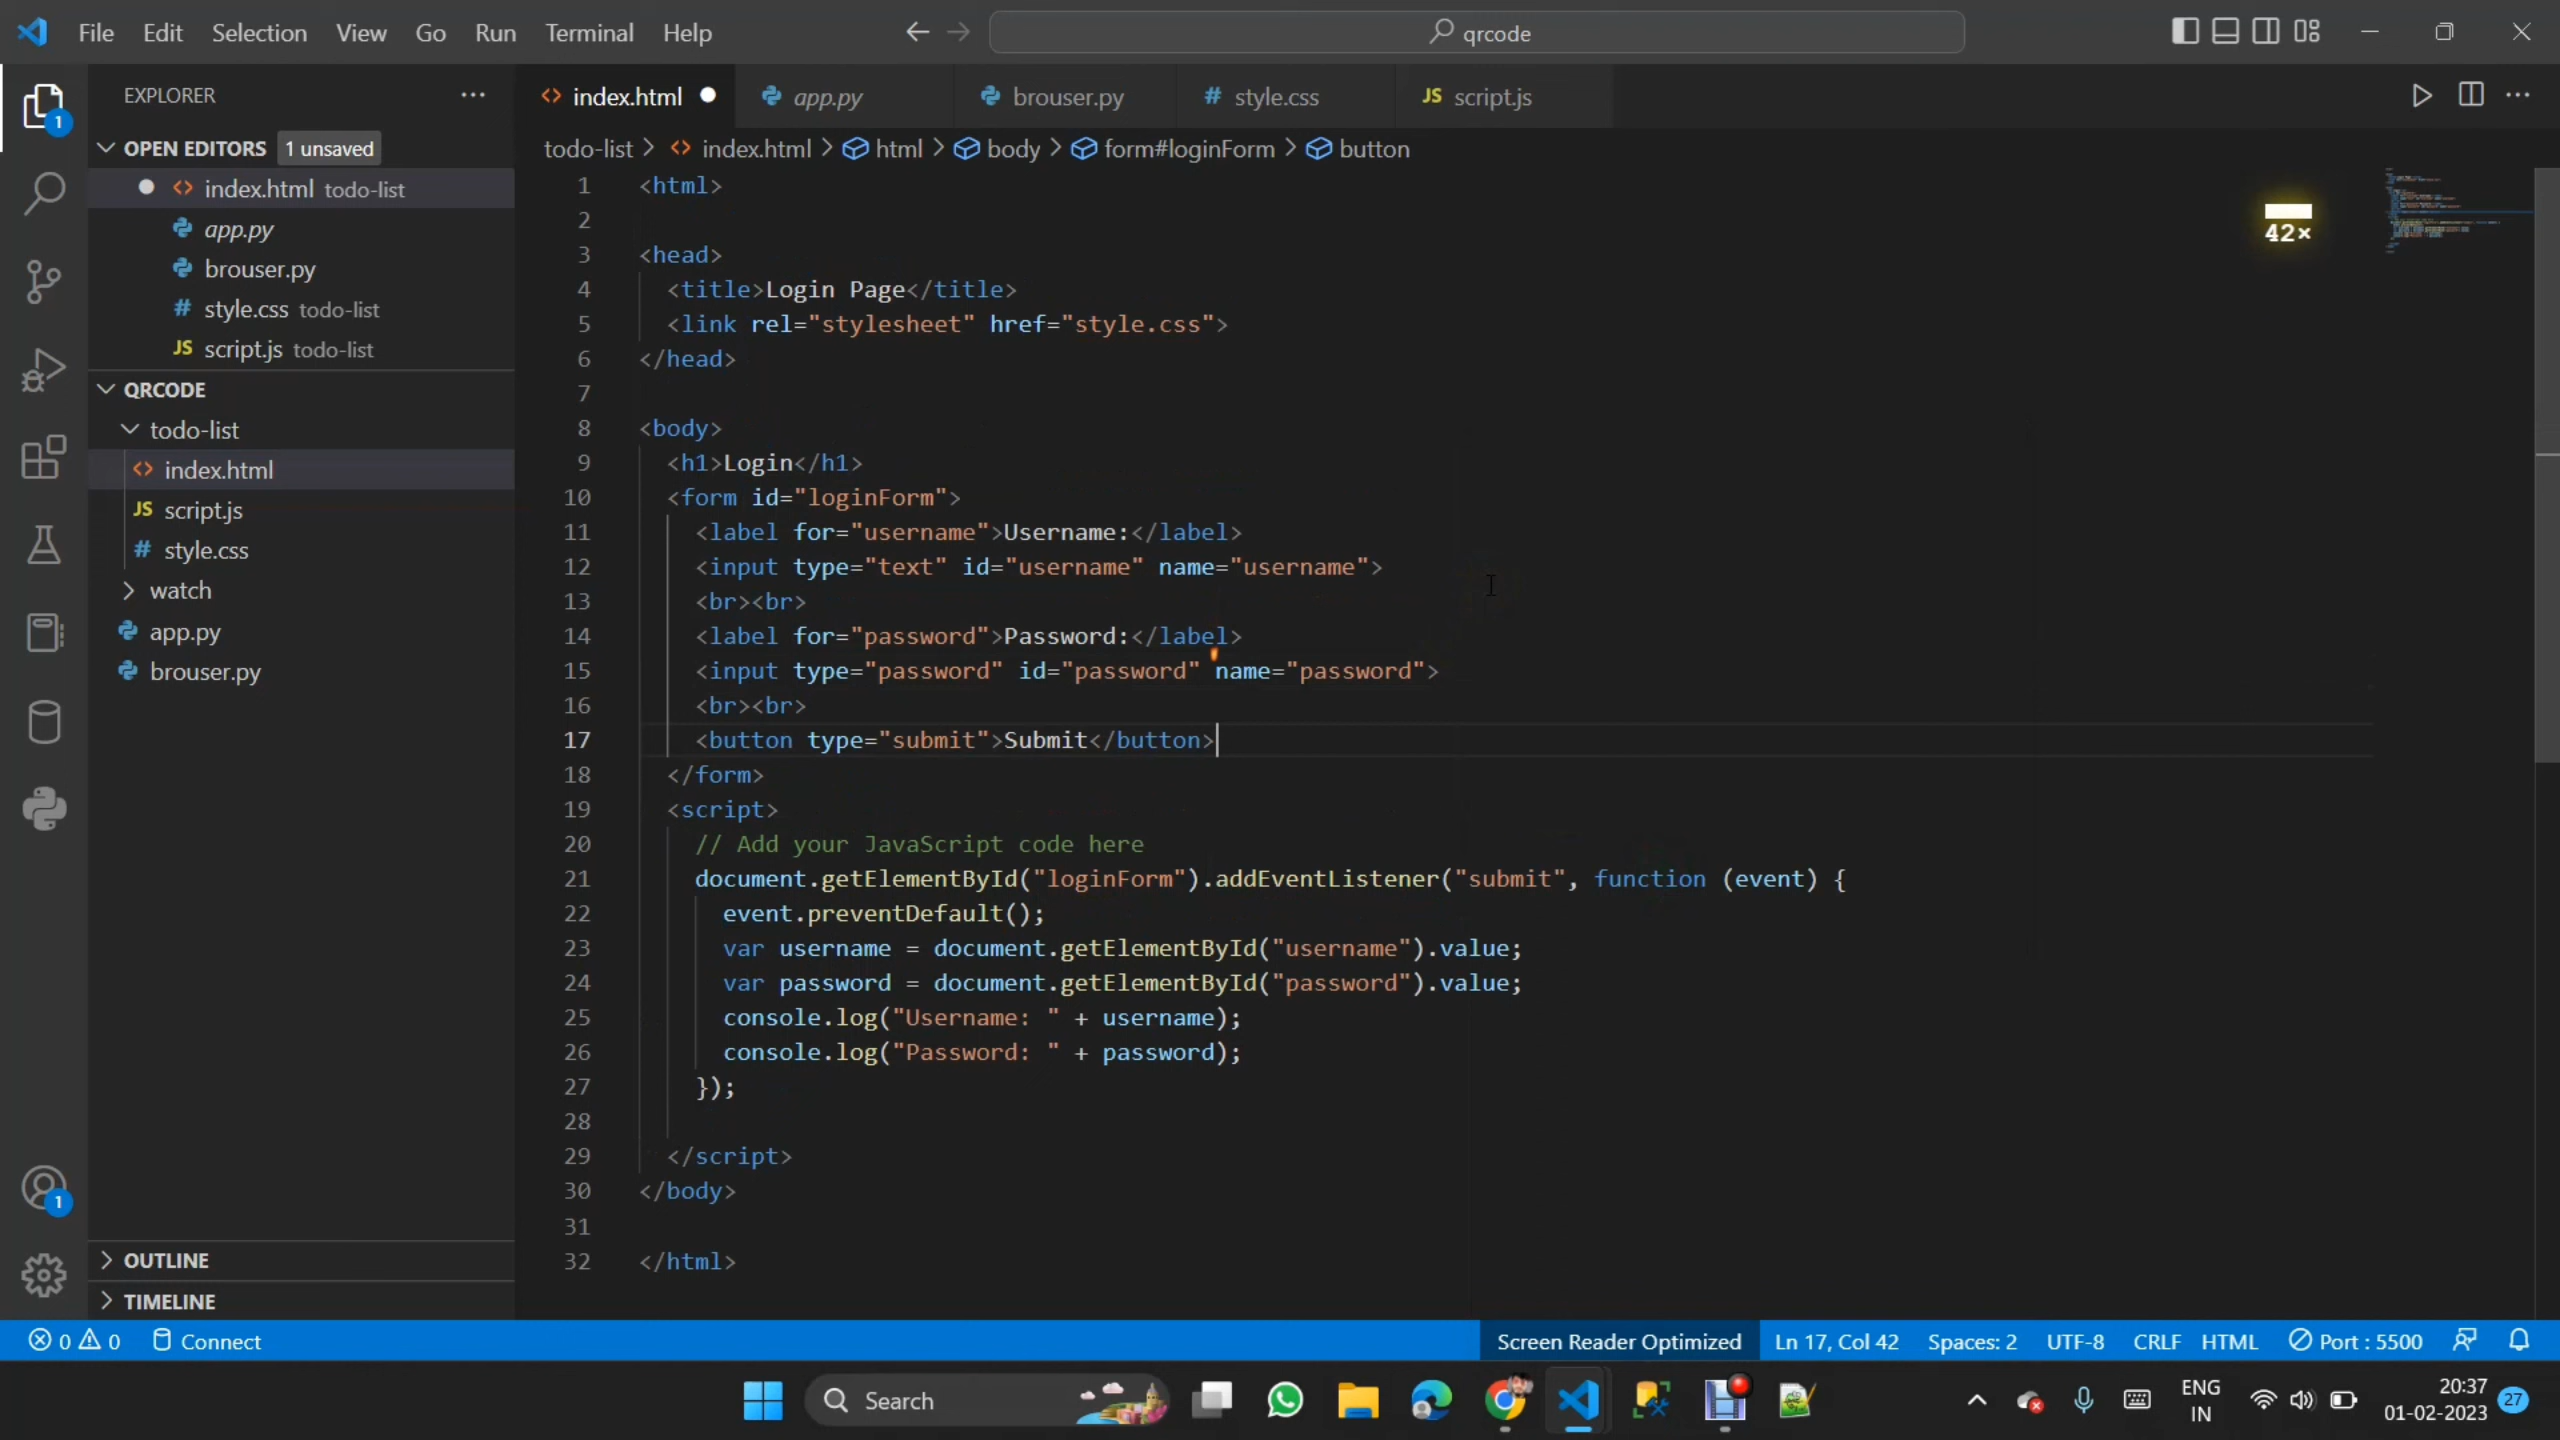 File Edit Selection View Go Run Terminal Help
qrcode
EXPLORER
OPEN EDITORS 1 unsaved
index.html todo-list
app.py
brouser.py
style.css todo-list
JS script.js todo-list
QRCODE
todo-list
index.html
JS script.js
# style.css
watch
app.py
brouser.py
OUTLINE
TIMELINE
1
1
index.html app.py brouser.py # style.css JS script.js
todo-list > index.html > html > body > form#loginForm > button
42×
1 <html>
2
3 <head>
4 <title>Login Page</title>
5 <link rel="stylesheet" href="style.css">
6 </head>
7
8 <body>
9 <h1>Login</h1>
10 <form id="loginForm">
11 <label for="username">Username:</label>
12 <input type="text" id="username" name="username">
13 <br><br>
14 <label for="password">Password:</label>
15 <input type="password" id="password" name="password">
16 <br><br>
17 <button type="submit">Submit</button>
18 </form>
19 <script>
20 // Add your JavaScript code here
21 document.getElementById("loginForm").addEventListener("submit", function (event) {
22 event.preventDefault();
23 var username = document.getElementById("username").value;
24 var password = document.getElementById("password").value;
25 console.log("Username: " + username);
26 console.log("Password: " + password);
27 });
28
29 </script>
30 </body>
31
32 </html>
0 0 Connect Screen Reader Optimized Ln 17, Col 42 Spaces: 2 UTF-8 CRLF HTML Port : 5500
Search
ENG
IN
20:37
01-02-2023
27